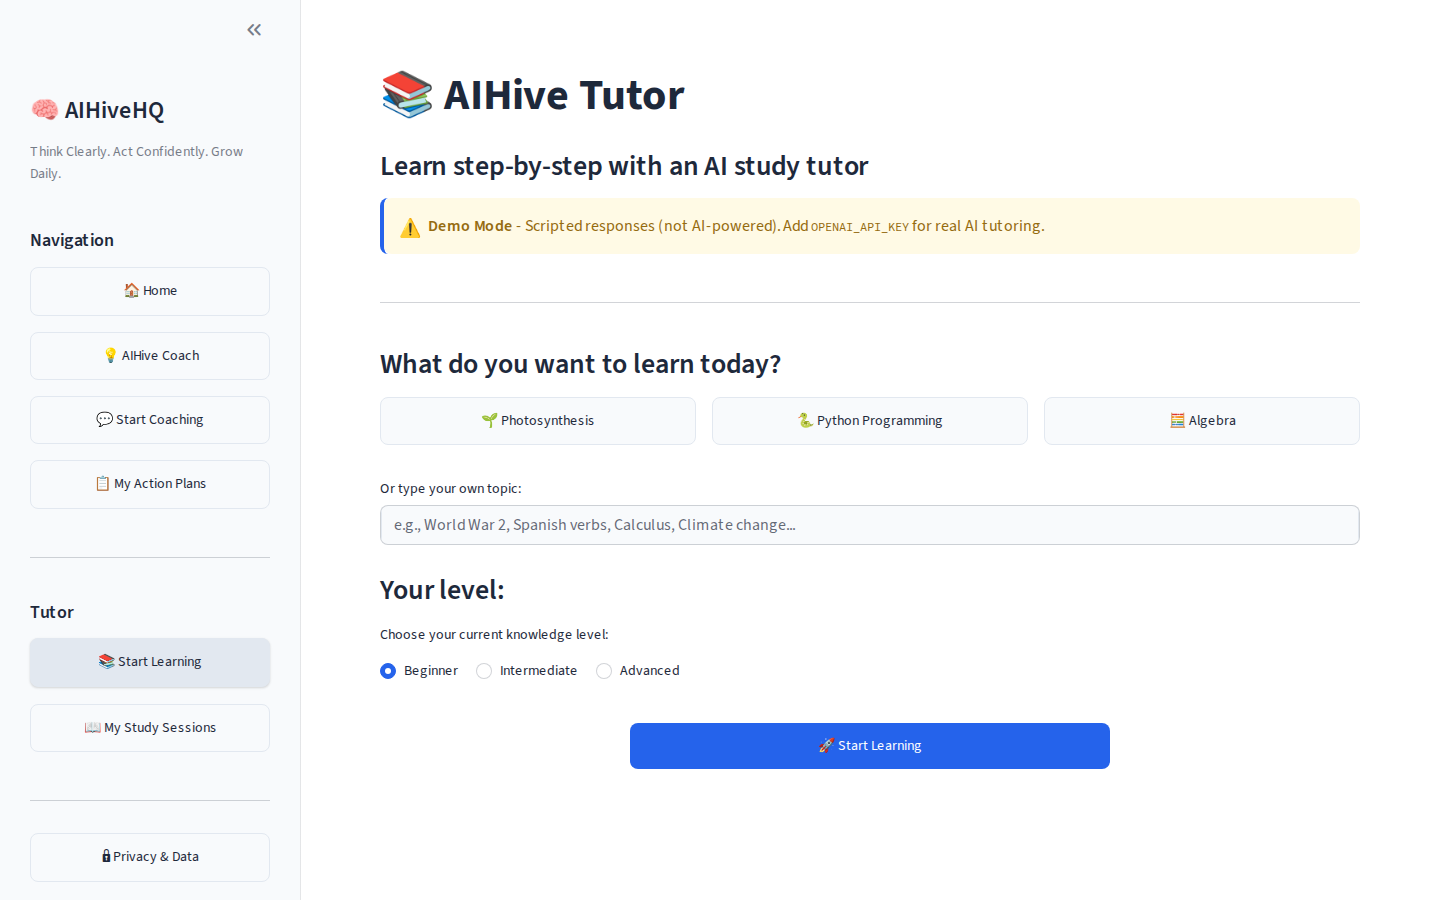 🧠 AIHiveHQ
Think Clearly. Act Confidently. Grow
Daily.
Navigation
🏠 Home
💡 AIHive Coach
💬 Start Coaching
📋 My Action Plans
Tutor
📚 Start Learning
📖 My Study Sessions
🔒 Privacy & Data
📚 AIHive Tutor
Learn step-by-step with an AI study tutor
⚠️ Demo Mode - Scripted responses (not AI-powered). Add OPENAI_API_KEY for real AI tutoring.
What do you want to learn today?
🌱 Photosynthesis
🐍 Python Programming
🧮 Algebra
Or type your own topic:
e.g., World War 2, Spanish verbs, Calculus, Climate change...
Your level:
Choose your current knowledge level:
Beginner Intermediate Advanced
🚀 Start Learning